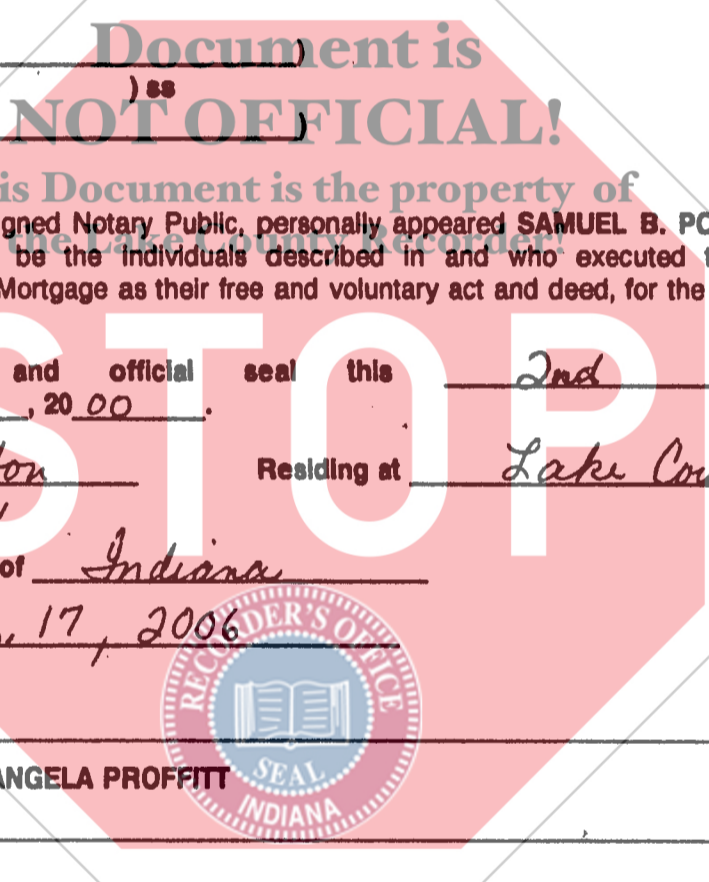 Document is
)
) ss
NOT OFFICIAL!
)
is Document is the property of
gned Notary Public, personally appeared SAMUEL B. PO
the Lake County Recorder!
be the individuals described in and who executed t
Mortgage as their free and voluntary act and deed, for the
STOP
and official seal this 2nd
, 20 00 .
on Residing at Lake Cou
of Indiana
17, 2006
RECORDER'S OFFICE
SEAL
INDIANA
ANGELA PROFFITT